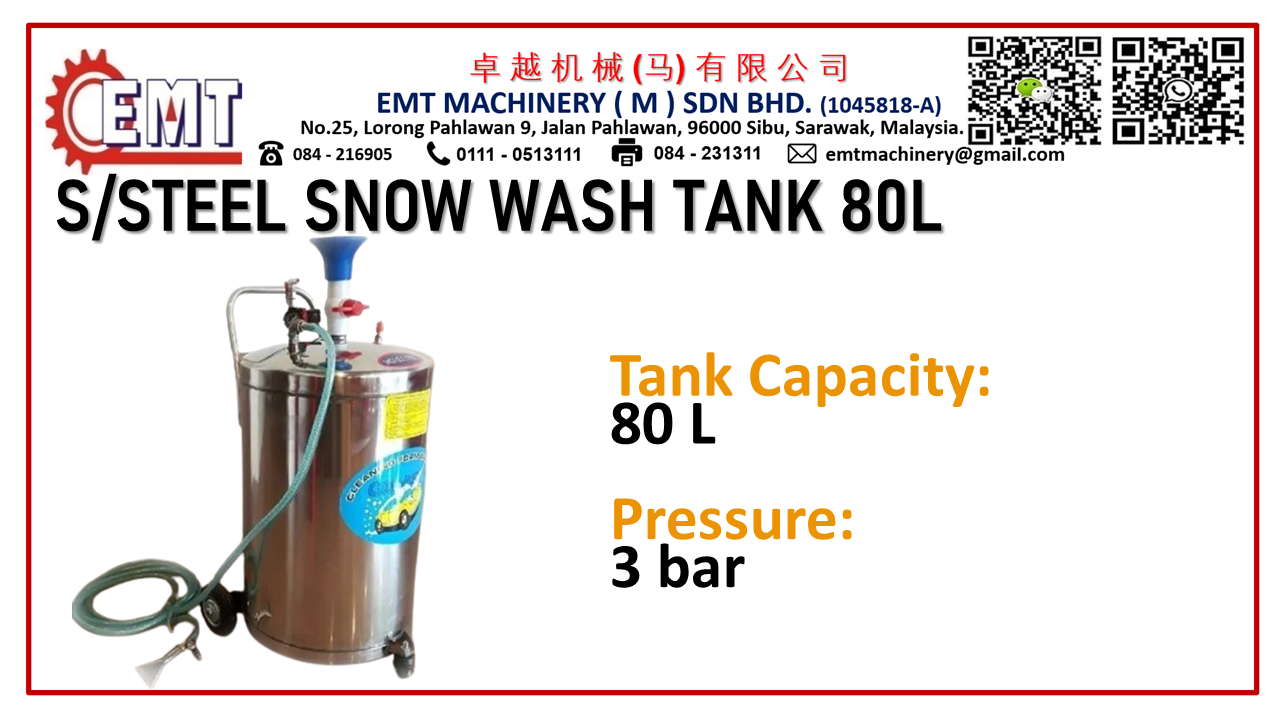 EMT
卓越机械(马)有限公司
EMT MACHINERY ( M ) SDN BHD. (1045818-A)
No.25, Lorong Pahlawan 9, Jalan Pahlawan, 96000 Sibu, Sarawak, Malaysia.
084 - 216905 0111 - 0513111 084 - 231311 emtmachinery@gmail.com
S/STEEL SNOW WASH TANK 80L
Tank Capacity:
80 L
Pressure:
3 bar
CLEANING